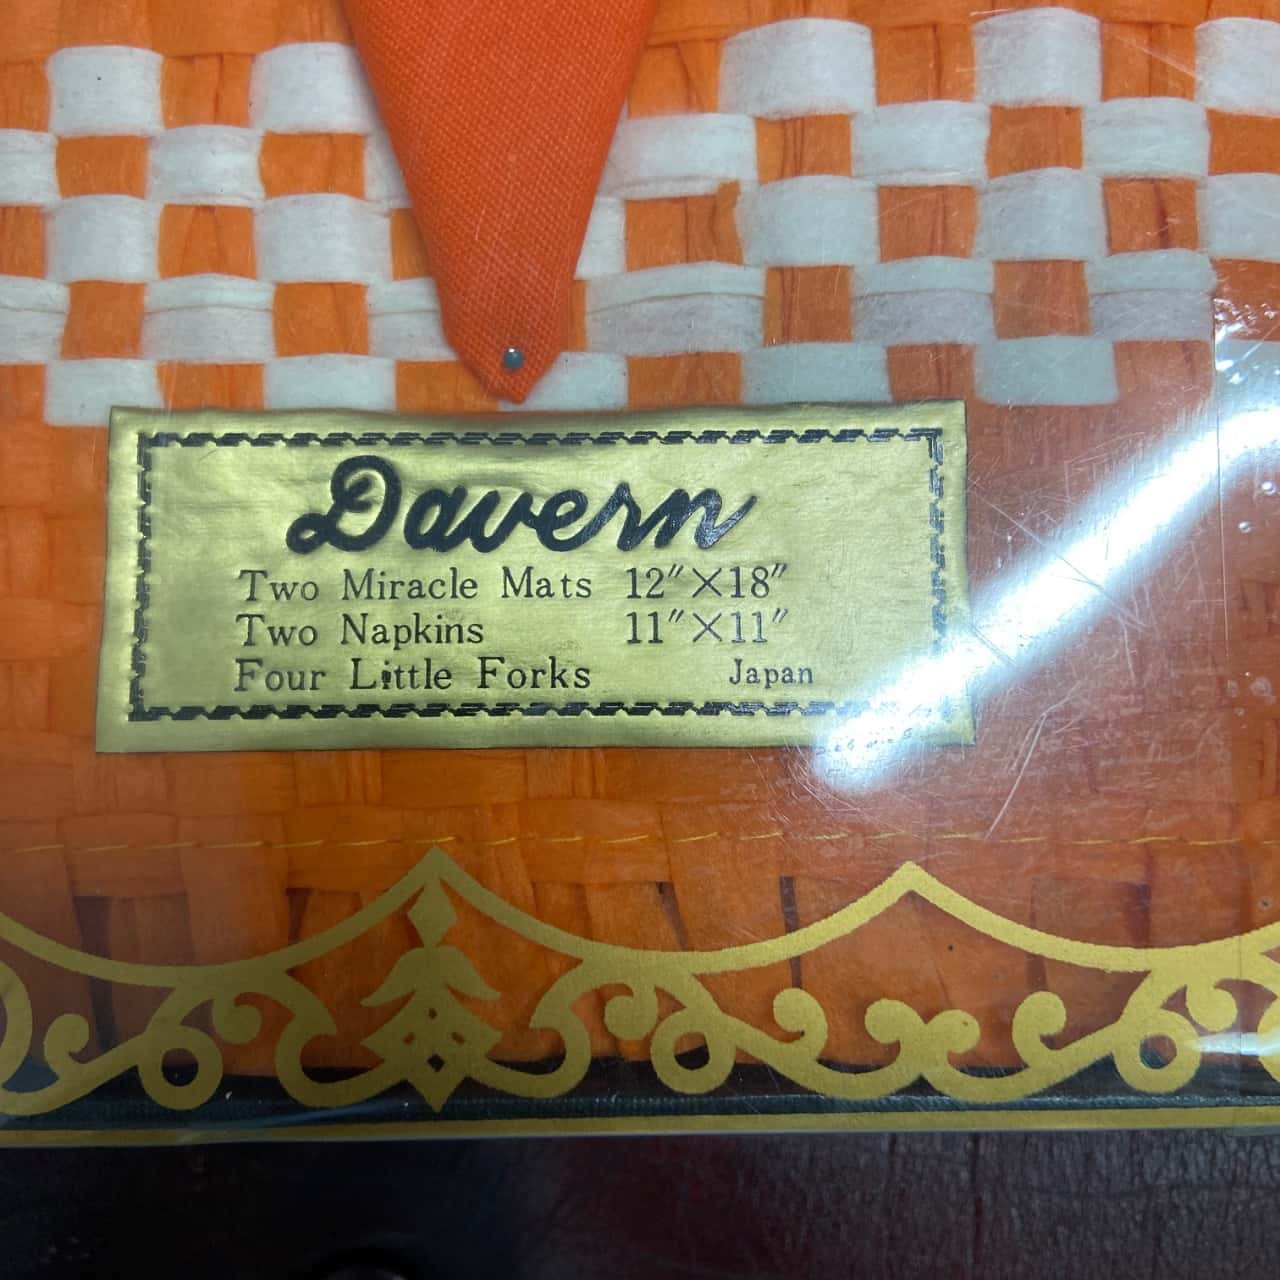 Davern
Two Miracle Mats 12″×18″
Two Napkins 11″×11″
Four Little Forks Japan